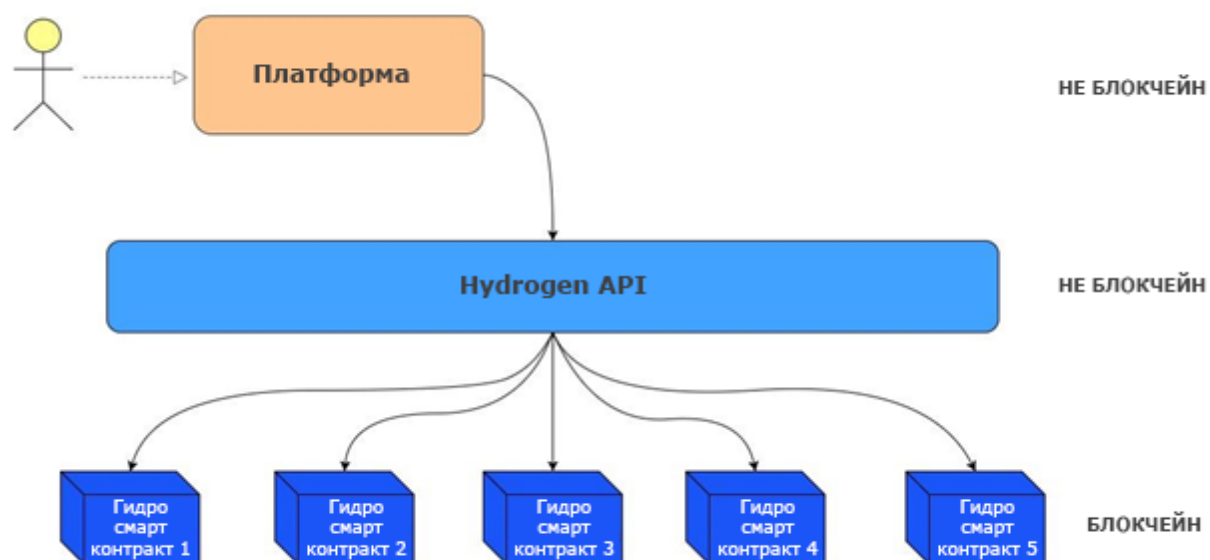 Платформа
НЕ БЛОКЧЕЙН
Hydrogen API
НЕ БЛОКЧЕЙН
Гидро
смарт
контракт 1
Гидро
смарт
контракт 2
Гидро
смарт
контракт 3
Гидро
смарт
контракт 4
Гидро
смарт
контракт 5
БЛОКЧЕЙН